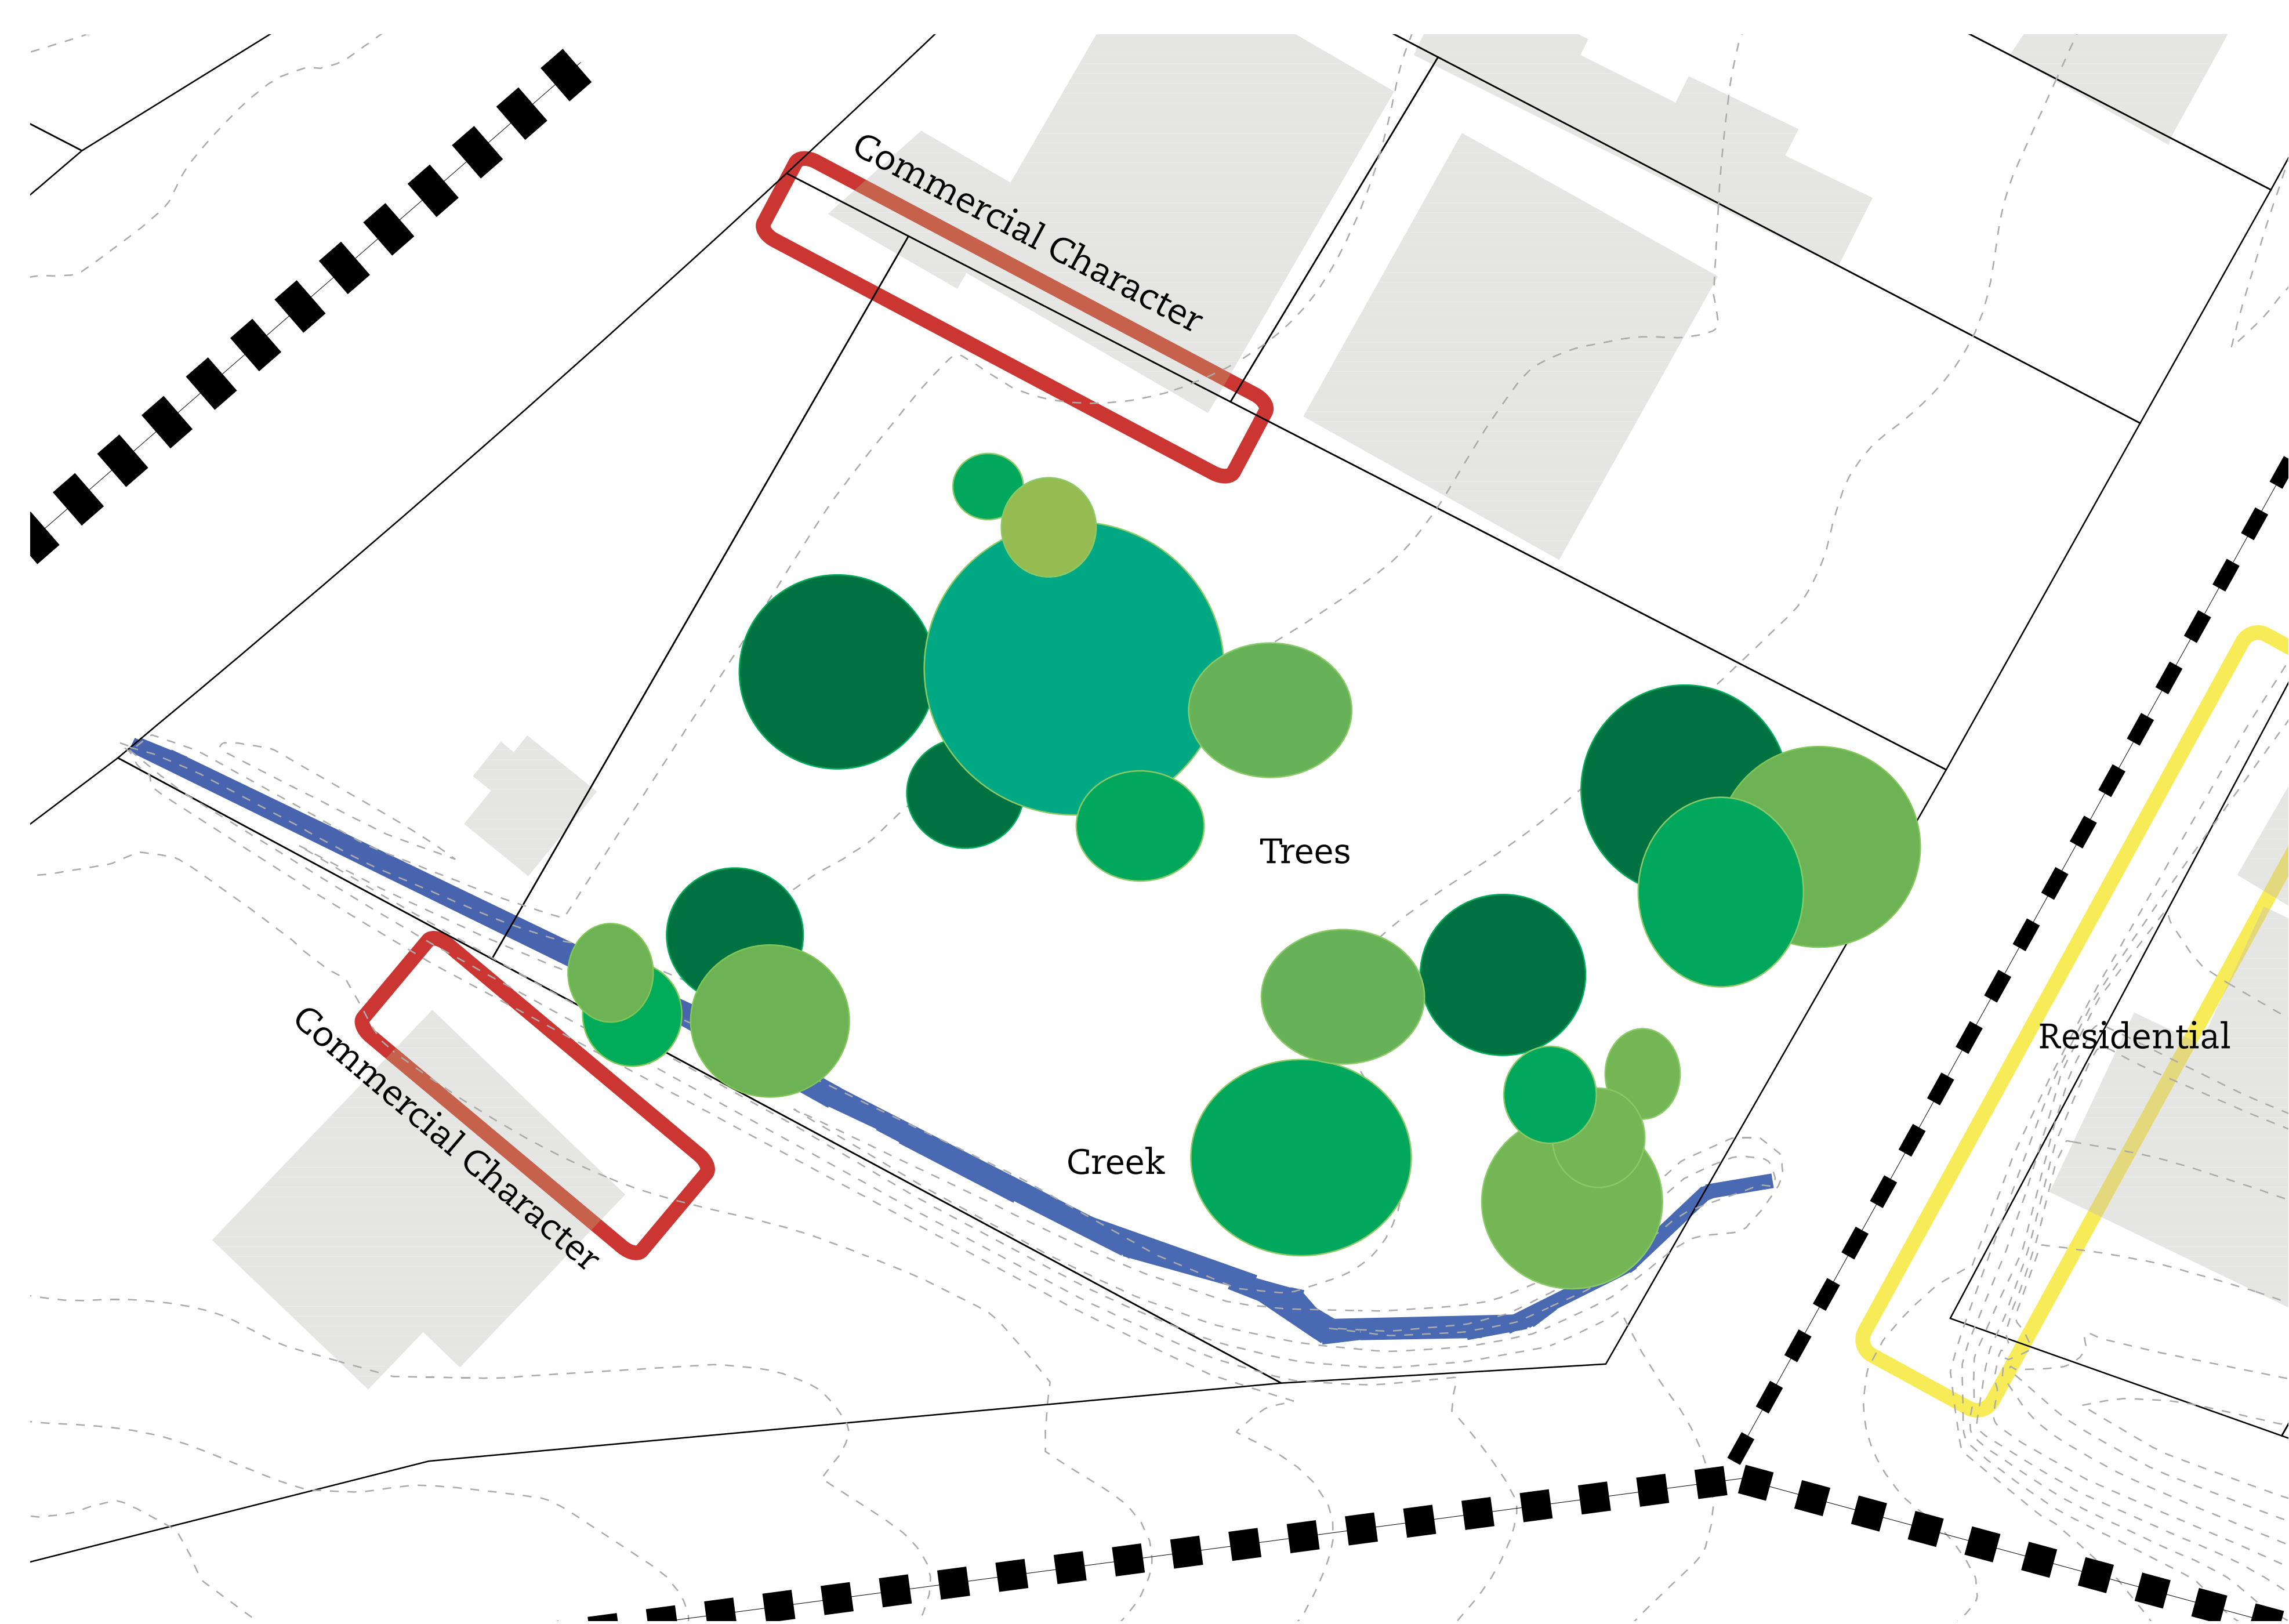 Commercial Character
Trees
Residential
Creek
Commercial Character